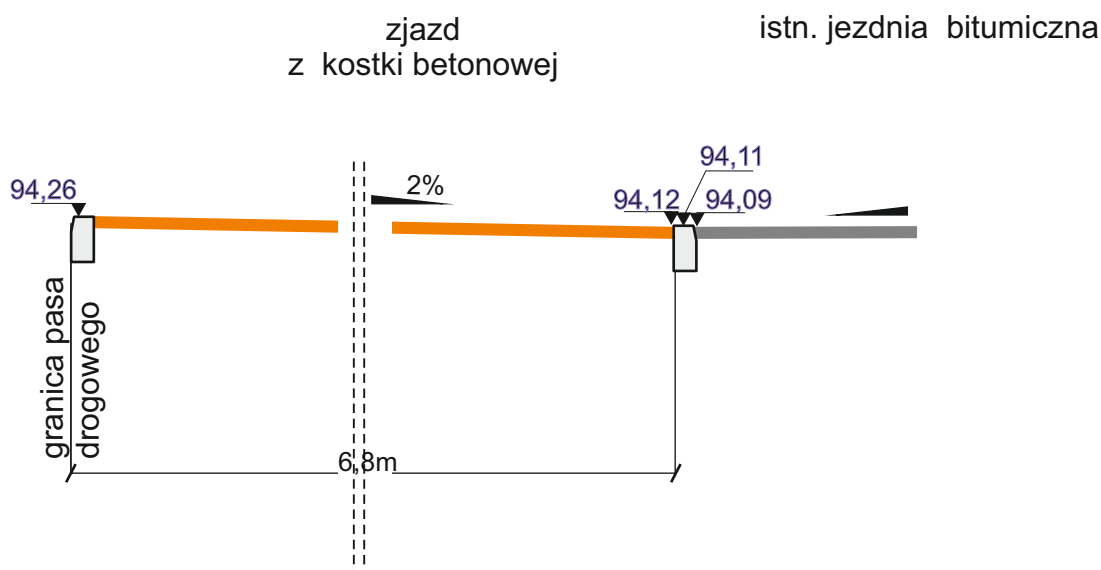 zjazd
z kostki betonowej
istn. jezdnia bitumiczna
94,11
94,26
2%
94,12
94,09
granica pasa
drogowego
6,8m